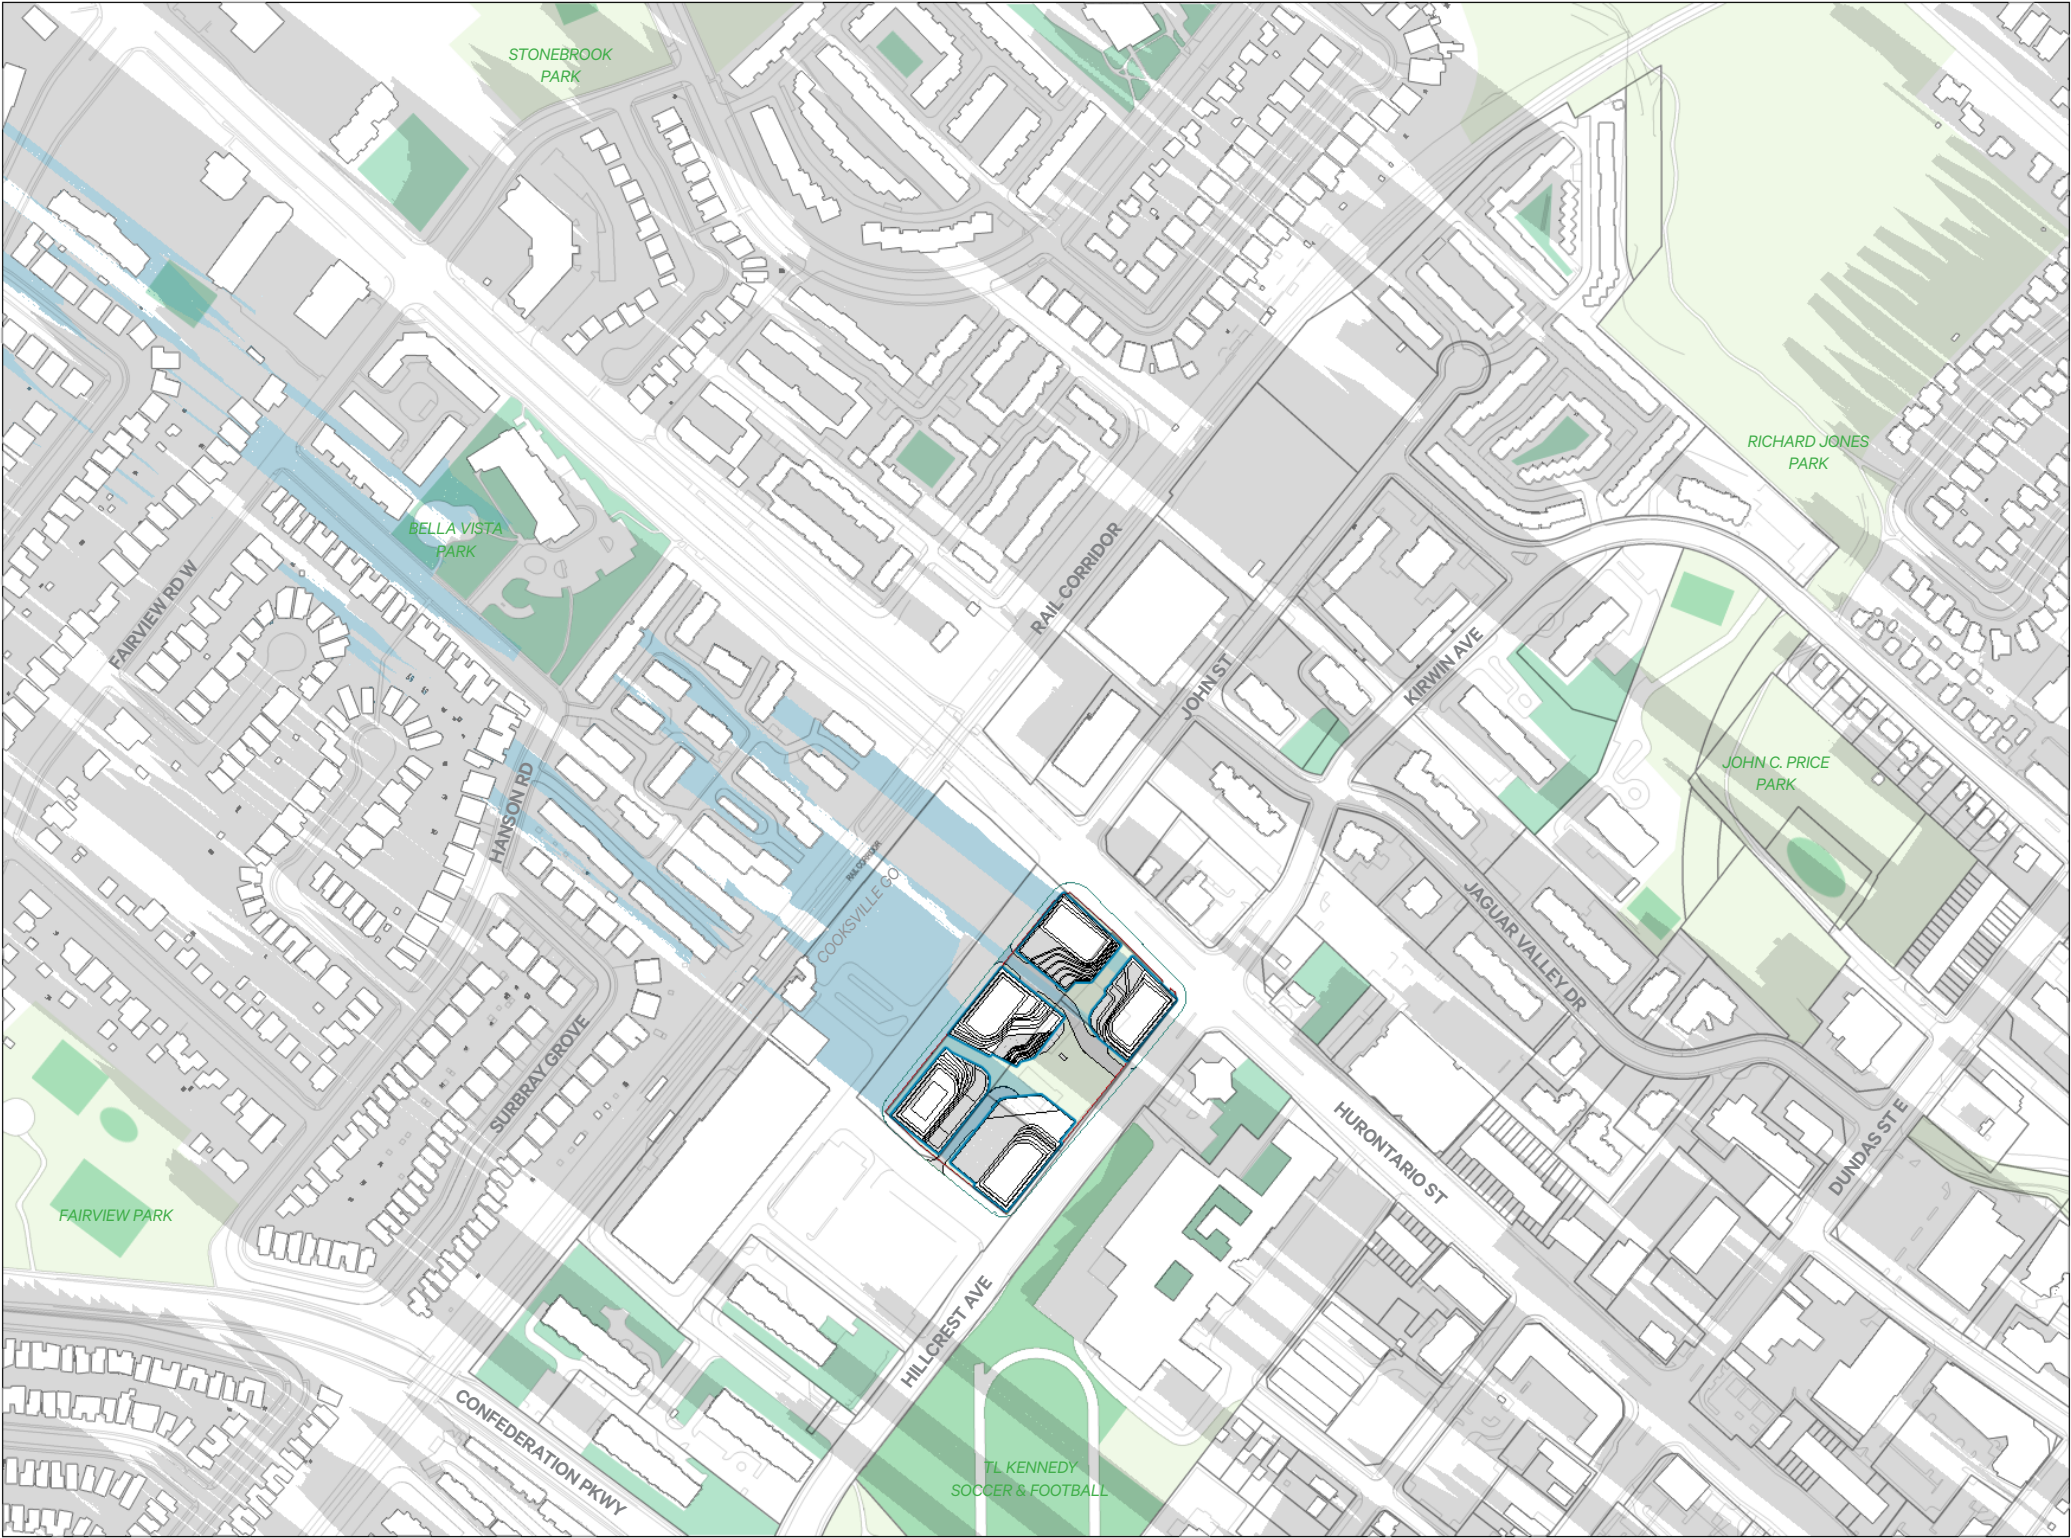 STONEBROOK
PARK
RICHARD JONES
PARK
BELLA VISTA
PARK
RAIL CORRIDOR
FAIRVIEW RD W
JOHN ST
KIRWIN AVE
JOHN C. PRICE
PARK
HANSON RD
RAIL CORRIDOR
COOKSVILLE GO
JAGUAR VALLEY DR
SURBRAY GROVE
HURONTARIO ST
DUNDAS ST E
FAIRVIEW PARK
HILLCREST AVE
CONFEDERATION PKWY
TL KENNEDY
SOCCER & FOOTBALL